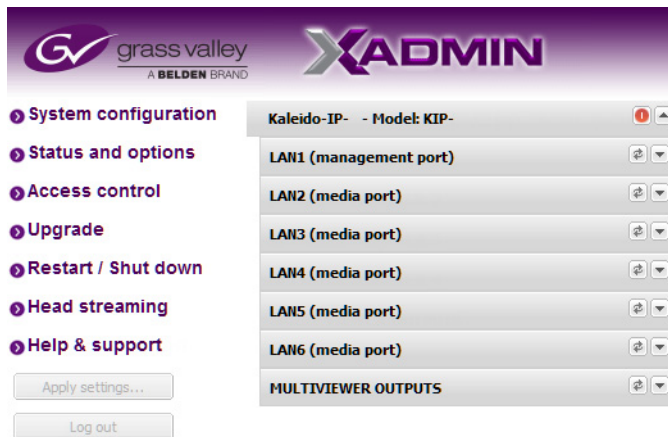 grass valley
A BELDEN BRAND
XADMIN
System configuration
Status and options
Access control
Upgrade
Restart / Shut down
Head streaming
Help & support
Apply settings...
Log out
Kaleido-IP- - Model: KIP-
LAN1 (management port)
LAN2 (media port)
LAN3 (media port)
LAN4 (media port)
LAN5 (media port)
LAN6 (media port)
MULTIVIEWER OUTPUTS